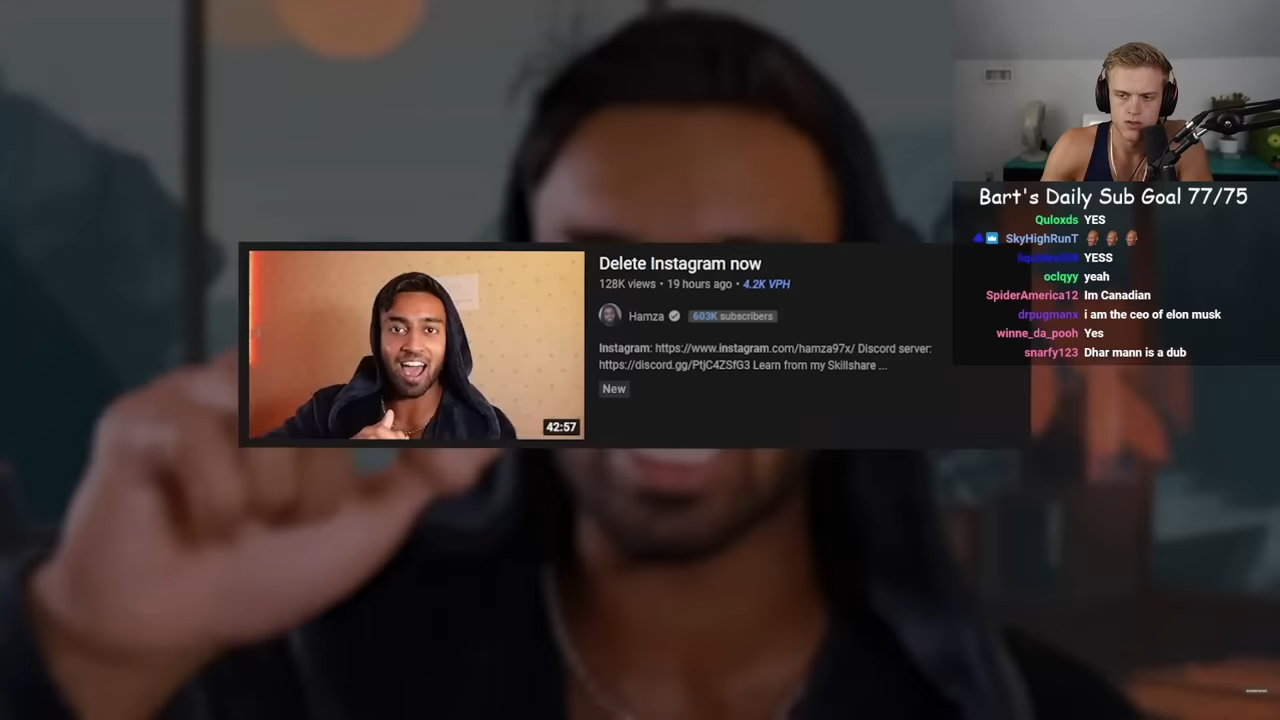 Bart's Daily Sub Goal 77/75
Quloxds YES
SkyHighRunT
YESS
oclqyy yeah
SpiderAmerica12 Im Canadian
drpugmanx i am the ceo of elon musk
winne_da_pooh Yes
snarfy123 Dhar mann is a dub
Delete Instagram now
128K views • 19 hours ago • 4.2K VPH
Hamza 603K subscribers
Instagram: https://www.instagram.com/hamza97x/ Discord server:
https://discord.gg/PtjC4ZSfG3 Learn from my Skillshare ...
New
42:57